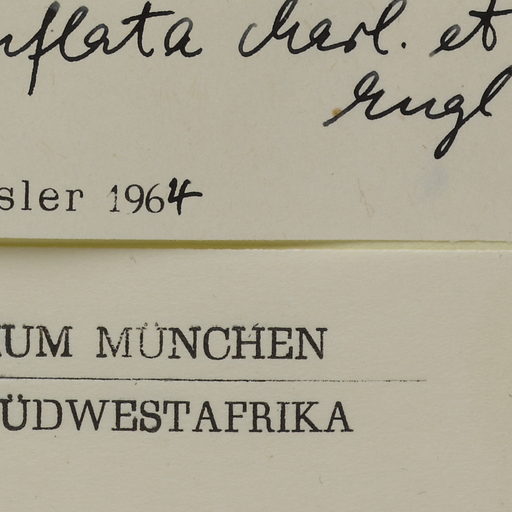 nflata Marl. et
Engl
sler 1964
UM MÜNCHEN
ÜDWESTAFRIKA